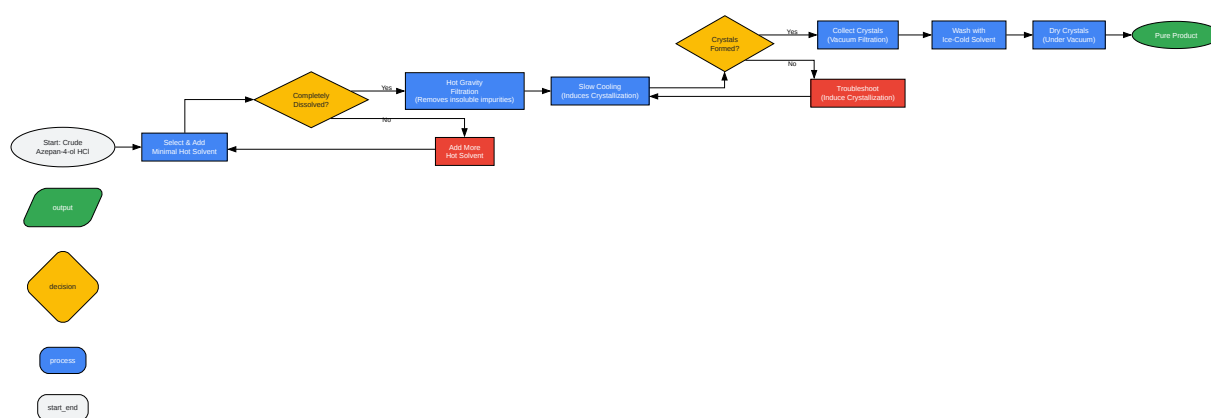 Start: Crude
Azepan-4-ol HCl
Select & Add
Minimal Hot Solvent
Completely
Dissolved?
Yes
No
Add More
Hot Solvent
Hot Gravity
Filtration
(Removes insoluble impurities)
Slow Cooling
(Induces Crystallization)
Crystals
Formed?
Yes
No
Troubleshoot
(Induce Crystallization)
Collect Crystals
(Vacuum Filtration)
Wash with
Ice-Cold Solvent
Dry Crystals
(Under Vacuum)
Pure Product
output
decision
process
start_end